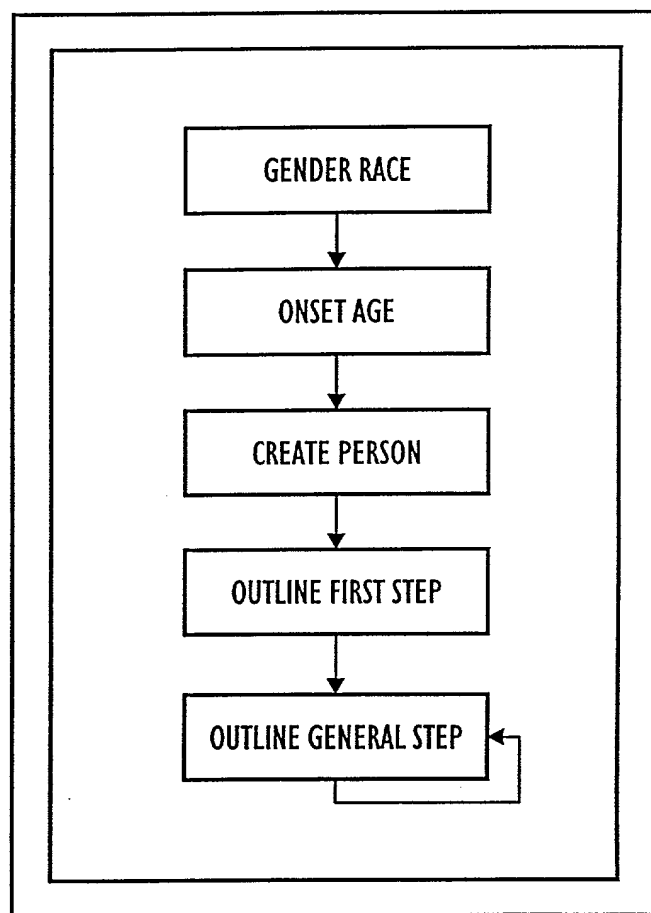 GENDER RACE
ONSET AGE
CREATE PERSON
OUTLINE FIRST STEP
OUTLINE GENERAL STEP